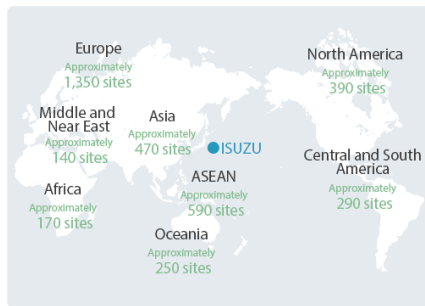 Europe
Approximately
1,350 sites
North America
Approximately
390 sites
Middle and
Near East
Approximately
140 sites
Asia
Approximately
470 sites
ISUZU
Central and South
America
Approximately
290 sites
ASEAN
Approximately
590 sites
Africa
Approximately
170 sites
Oceania
Approximately
250 sites